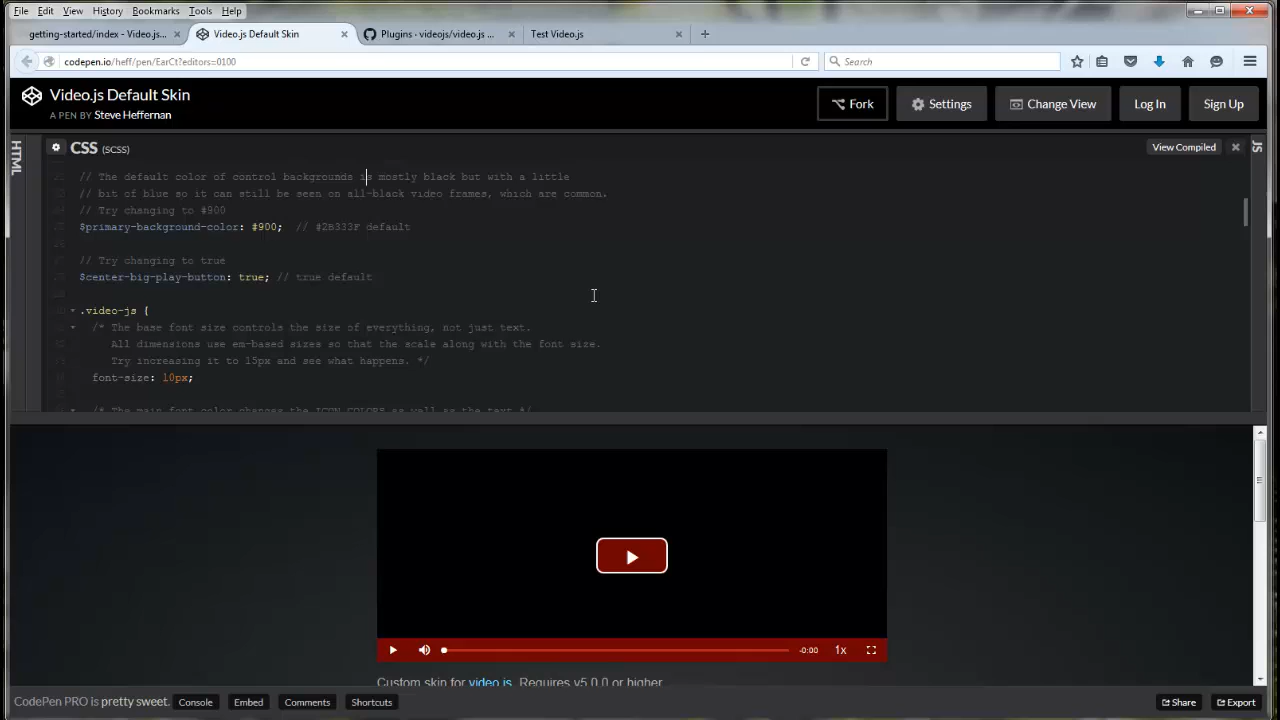 File Edit View History Bookmarks Tools Help
getting-started/index - Video.js... Video.js Default Skin Plugins · videojs/video.js ... Test Video.js
codepen.io/heff/pen/EarCt?editors=0100 Search
Video.js Default Skin
A PEN BY Steve Heffernan
Fork Settings Change View Log In Sign Up
HTML CSS (SCSS) View Compiled JS
// The default color of control backgrounds is mostly black but with a little
// bit of blue so it can still be seen on all-black video frames, which are common.
// Try changing to #900
$primary-background-color: #900; // #2B333F default
// Try changing to true
$center-big-play-button: true; // true default
.video-js {
/* The base font size controls the size of everything, not just text.
All dimensions use em-based sizes so that the scale along with the font size.
Try increasing it to 15px and see what happens. */
font-size: 10px;
/* The main font color changes the ICON COLORS as well as the text */
-0:00 1x
Custom skin for video.js. Requires v5.0.0 or higher
CodePen PRO is pretty sweet. Console Embed Comments Shortcuts Share Export